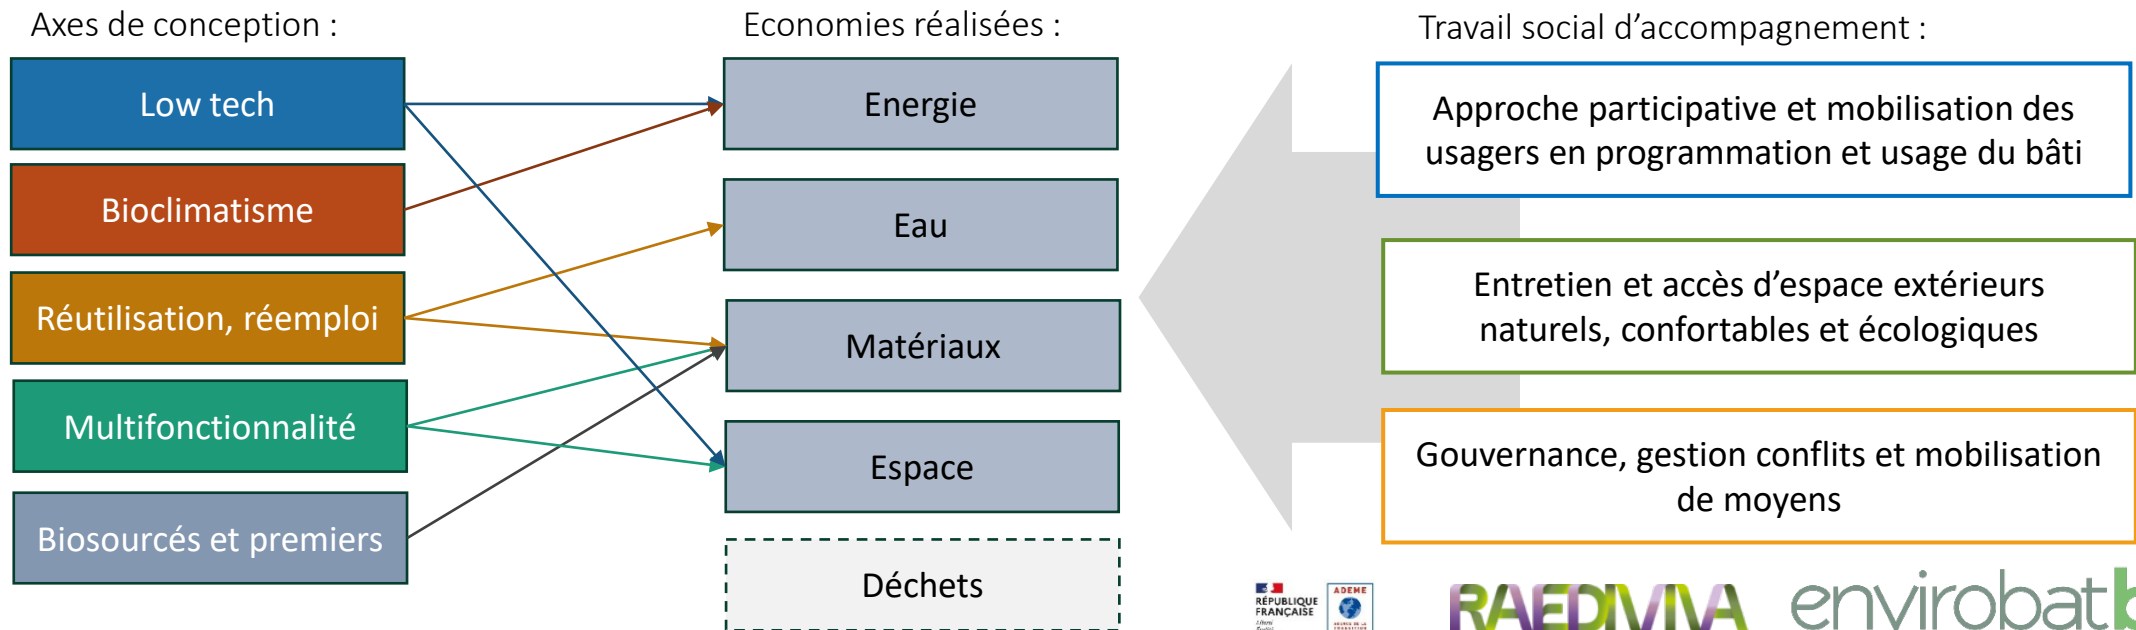 Axes de conception :
Low tech
Bioclimatisme
Réutilisation, réemploi
Multifonctionnalité
Biosourcés et premiers
Economies réalisées :
Energie
Eau
Matériaux
Espace
Déchets
Travail social d’accompagnement :
Approche participative et mobilisation des
usagers en programmation et usage du bâti
Entretien et accès d’espace extérieurs
naturels, confortables et écologiques
Gouvernance, gestion conflits et mobilisation
de moyens
RÉPUBLIQUE
FRANÇAISE
ADEME
RAEDIVIVA
envirobatb